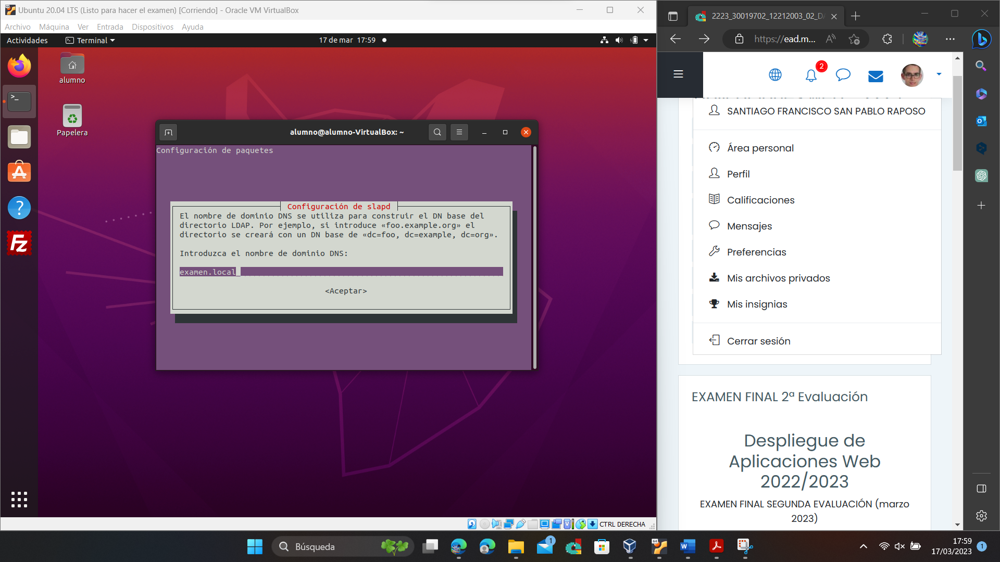 Ubuntu 20.04 LTS (Listo para hacer el examen) [Corriendo] - Oracle VM VirtualBox
Archivo Máquina Ver Entrada Dispositivos Ayuda
Actividades Terminal 17 de mar 17:59
alumno
Papelera
alumno@alumno-VirtualBox: ~
Configuración de paquetes
Configuración de slapd
El nombre de dominio DNS se utiliza para construir el DN base del
directorio LDAP. Por ejemplo, si introduce «foo.example.org» el
directorio se creará con un DN base de «dc=foo, dc=example, dc=org».
Introduzca el nombre de dominio DNS:
examen.local
<Aceptar>
CTRL DERECHA
2223_30019702_12212003_02_DA
https://ead.m...
2
SANTIAGO FRANCISCO SAN PABLO RAPOSO
Área personal
Perfil
Calificaciones
Mensajes
Preferencias
Mis archivos privados
Mis insignias
Cerrar sesión
EXAMEN FINAL 2ª Evaluación
Despliegue de
Aplicaciones Web
2022/2023
EXAMEN FINAL SEGUNDA EVALUACIÓN (marzo
2023)
Búsqueda
1
64
17:59
17/03/2023
1